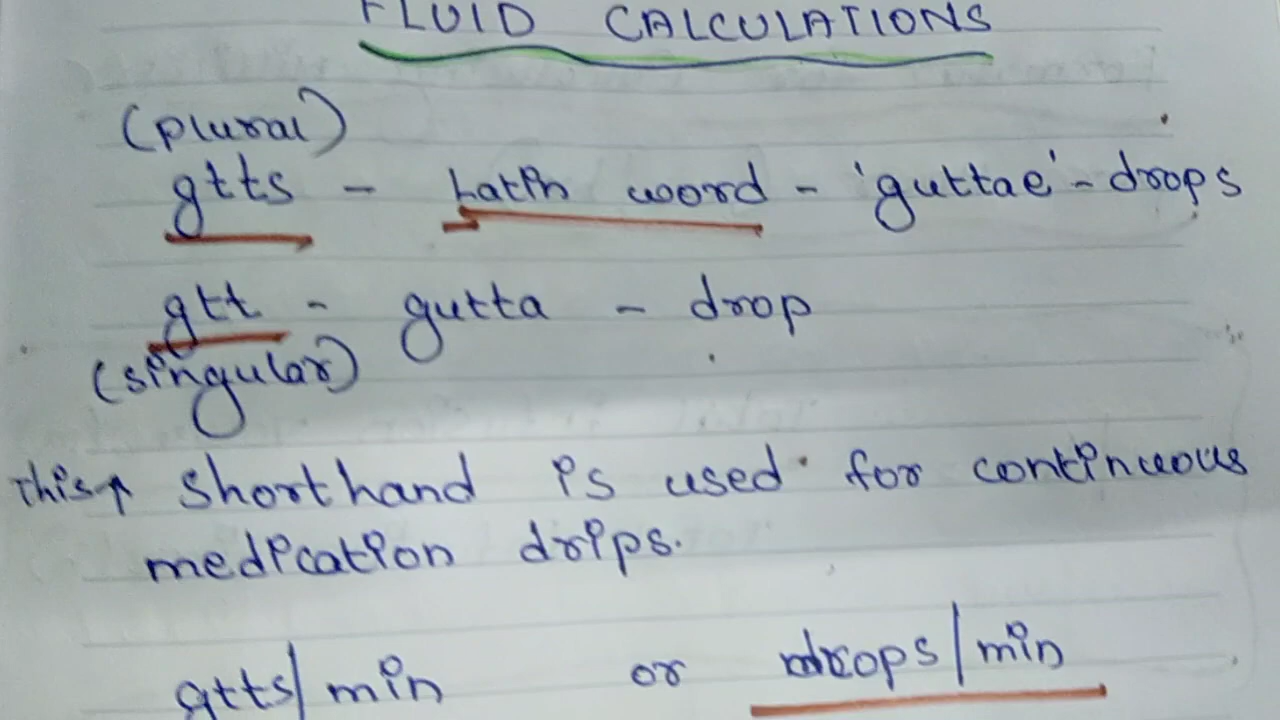 FLUID CALCULATIONS
(plural)
gtts - Latin word - 'guttae' - drops
gtt - gutta - drop
(singular)
This↑ shorthand is used for continuous
medication drips.
gtts/min or drops/min